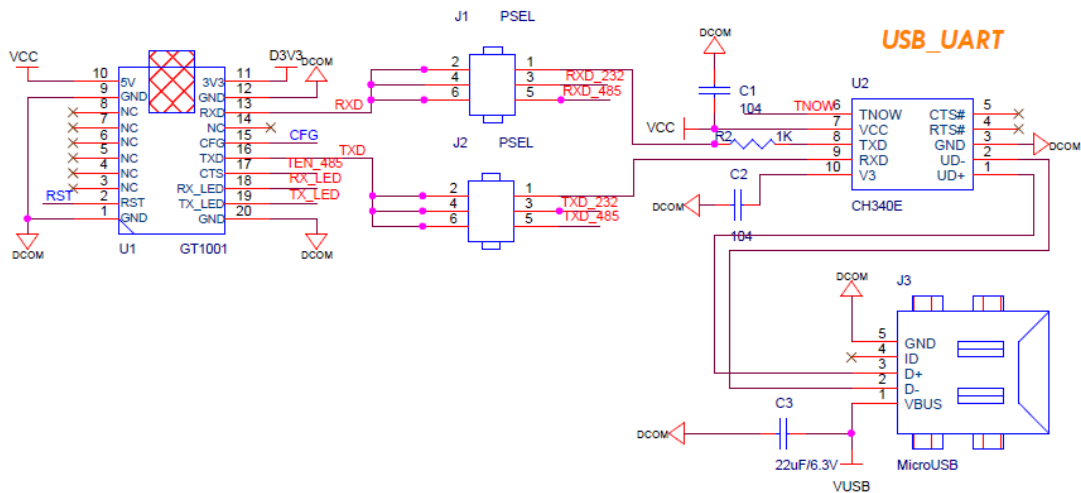 USB_UART
J1 PSEL
VCC
D3V3
DCOM
10 5V 3V3 11
9 GND GND 12
8 NC RXD 13 RXD
7 NC NC 14
6 NC CFG 15 CFG
5 NC TXD 16 TXD
4 NC CTS 17 TEN_485
3 NC RX_LED 18 RX_LED
RST 2 RST TX_LED 19 TX_LED
1 GND GND 20
U1 GT1001
DCOM
DCOM
2 1
4 3 RXD_232
6 5 RXD_485
J2 PSEL
2 1
4 3 TXD_232
6 5 TXD_485
DCOM
C1
104
VCC
R2 1K
C2
104
DCOM
U2
TNOW 6 TNOW CTS# 5
7 VCC RTS# 4
8 TXD GND 3 DCOM
9 RXD UD- 2
10 V3 UD+ 1
CH340E
DCOM
J3
5 GND
4 ID
3 D+
2 D-
1 VBUS
MicroUSB
C3
DCOM
22uF/6.3V
VUSB